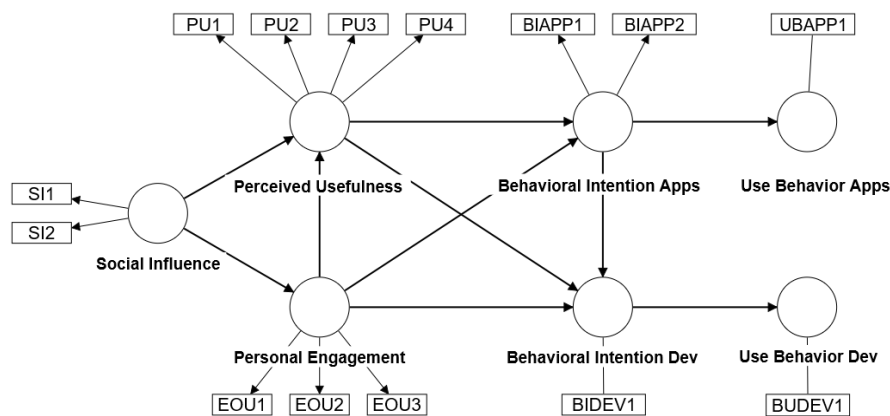 PU1 PU2 PU3 PU4 BIAPP1 BIAPP2 UBAPP1
Perceived Usefulness Behavioral Intention Apps Use Behavior Apps
SI1
SI2
Social Influence
Personal Engagement Behavioral Intention Dev Use Behavior Dev
EOU1 EOU2 EOU3 BIDEV1 BUDEV1